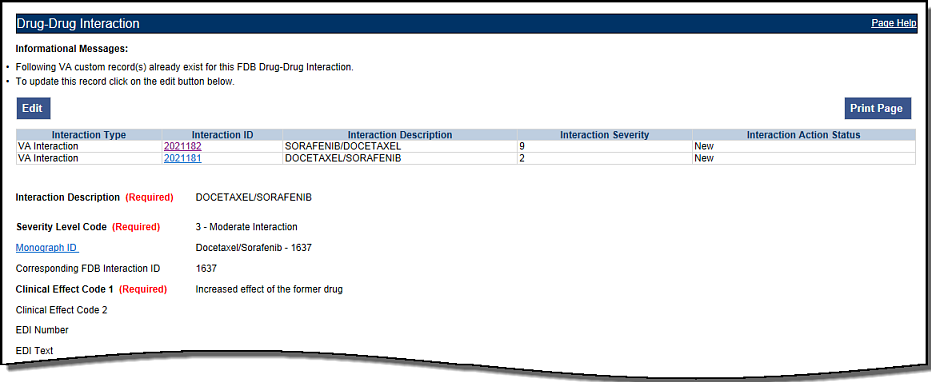 Drug-Drug Interaction Page Help
Informational Messages:
• Following VA custom record(s) already exist for this FDB Drug-Drug Interaction.
• To update this record click on the edit button below.
Edit Print Page
Interaction Type Interaction ID Interaction Description Interaction Severity Interaction Action Status
VA Interaction 2021182 SORAFENIB/DOCETAXEL 9 New
VA Interaction 2021181 DOCETAXEL/SORAFENIB 2 New
Interaction Description (Required) DOCETAXEL/SORAFENIB
Severity Level Code (Required) 3 - Moderate Interaction
Monograph ID Docetaxel/Sorafenib - 1637
Corresponding FDB Interaction ID 1637
Clinical Effect Code 1 (Required) Increased effect of the former drug
Clinical Effect Code 2
EDI Number
EDI Text